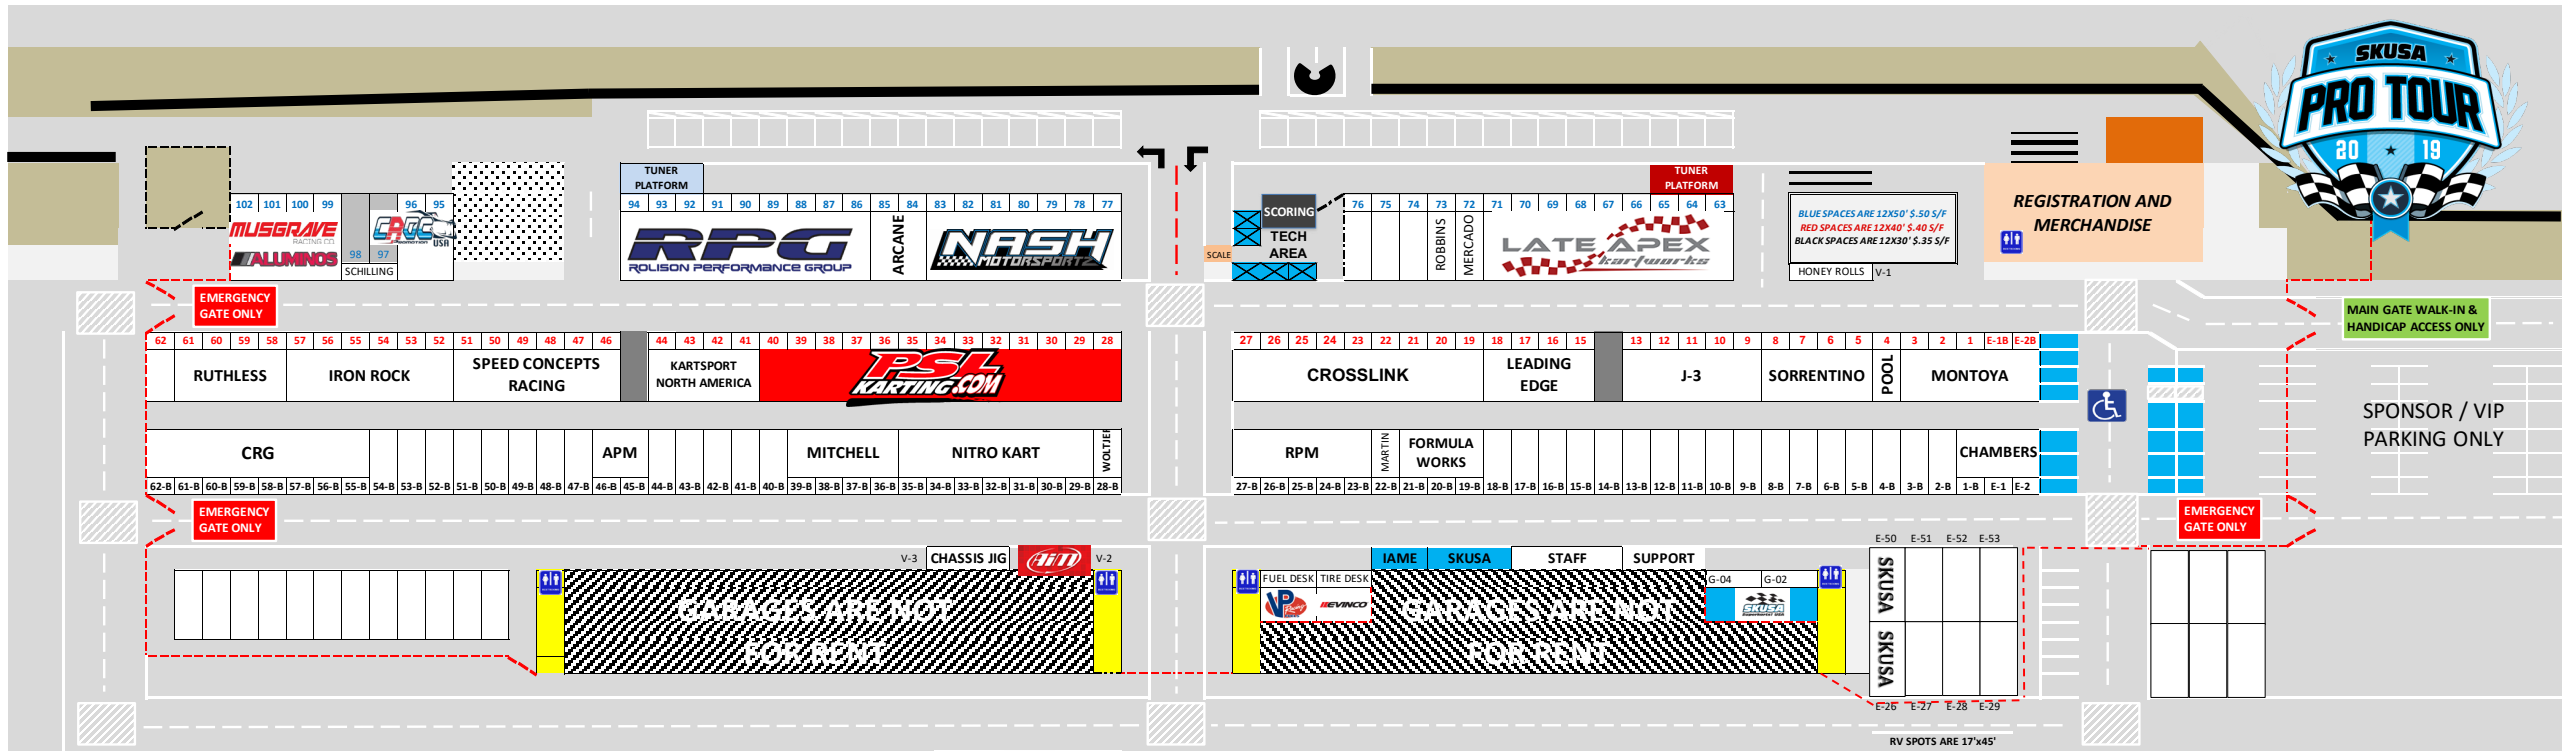 SKUSA
PRO TOUR
20 19
TUNER
PLATFORM
TUNER
PLATFORM
102 101 100 99
96 95
MUSGRAVE
RACING CO.
ALUMINOS
98 97
SCHILLING
CRG
USA
94 93 92 91 90 89 88 87 86 85 84 83 82 81 80 79 78 77
RPG
ROLISON PERFORMANCE GROUP
ARCANE
NASH
MOTORSPORTZ
SCORING
TECH
AREA
SCALE
76 75 74 73 72 71 70 69 68 67 66 65 64 63
ROBBINS
MERCADO
LATE APEX
kartworks
BLUE SPACES ARE 12X50' $.50 S/F
RED SPACES ARE 12X40' $.40 S/F
BLACK SPACES ARE 12X30' $.35 S/F
HONEY ROLLS V-1
REGISTRATION AND
MERCHANDISE
EMERGENCY
GATE ONLY
MAIN GATE WALK-IN &
HANDICAP ACCESS ONLY
62 61 60 59 58 57 56 55 54 53 52 51 50 49 48 47 46 44 43 42 41 40 39 38 37 36 35 34 33 32 31 30 29 28
RUTHLESS
IRON ROCK
SPEED CONCEPTS
RACING
KARTSPORT
NORTH AMERICA
PSL
KARTING.COM
27 26 25 24 23 22 21 20 19 18 17 16 15 13 12 11 10 9 8 7 6 5 4 3 2 1 E-1B E-2B
CROSSLINK
LEADING
EDGE
J-3
SORRENTINO
POOL
MONTOYA
SPONSOR / VIP
PARKING ONLY
CRG
APM
MITCHELL
NITRO KART
WOLTJER
62-B 61-B 60-B 59-B 58-B 57-B 56-B 55-B 54-B 53-B 52-B 51-B 50-B 49-B 48-B 47-B 46-B 45-B 44-B 43-B 42-B 41-B 40-B 39-B 38-B 37-B 36-B 35-B 34-B 33-B 32-B 31-B 30-B 29-B 28-B
RPM
MARTIN
FORMULA
WORKS
CHAMBERS
27-B 26-B 25-B 24-B 23-B 22-B 21-B 20-B 19-B 18-B 17-B 16-B 15-B 14-B 13-B 12-B 11-B 10-B 9-B 8-B 7-B 6-B 5-B 4-B 3-B 2-B 1-B E-1 E-2
EMERGENCY
GATE ONLY
EMERGENCY
GATE ONLY
V-3 CHASSIS JIG AiM V-2
GARAGES ARE NOT
FOR RENT
IAME SKUSA STAFF SUPPORT
FUEL DESK TIRE DESK
VP Racing
EVINCO
GARAGES ARE NOT
FOR RENT
G-04 G-02
SKUSA
E-50 E-51 E-52 E-53
SKUSA
SKUSA
E-26 E-27 E-28 E-29
RV SPOTS ARE 17'x45'